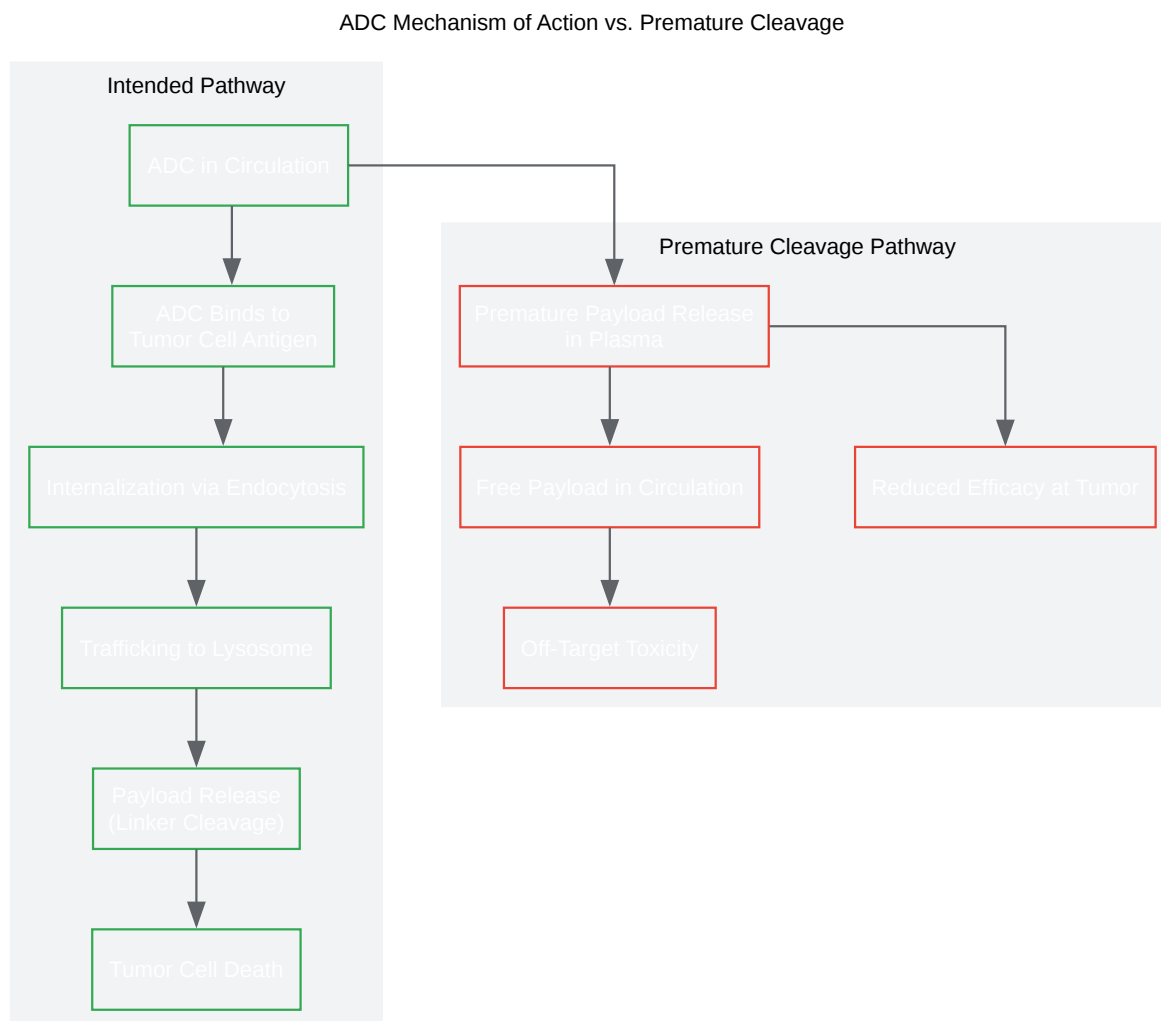 ADC Mechanism of Action vs. Premature Cleavage
Intended Pathway
ADC in Circulation
ADC Binds to
Tumor Cell Antigen
Internalization via Endocytosis
Trafficking to Lysosome
Payload Release
(Linker Cleavage)
Tumor Cell Death
Premature Cleavage Pathway
Premature Payload Release
in Plasma
Free Payload in Circulation
Reduced Efficacy at Tumor
Off-Target Toxicity